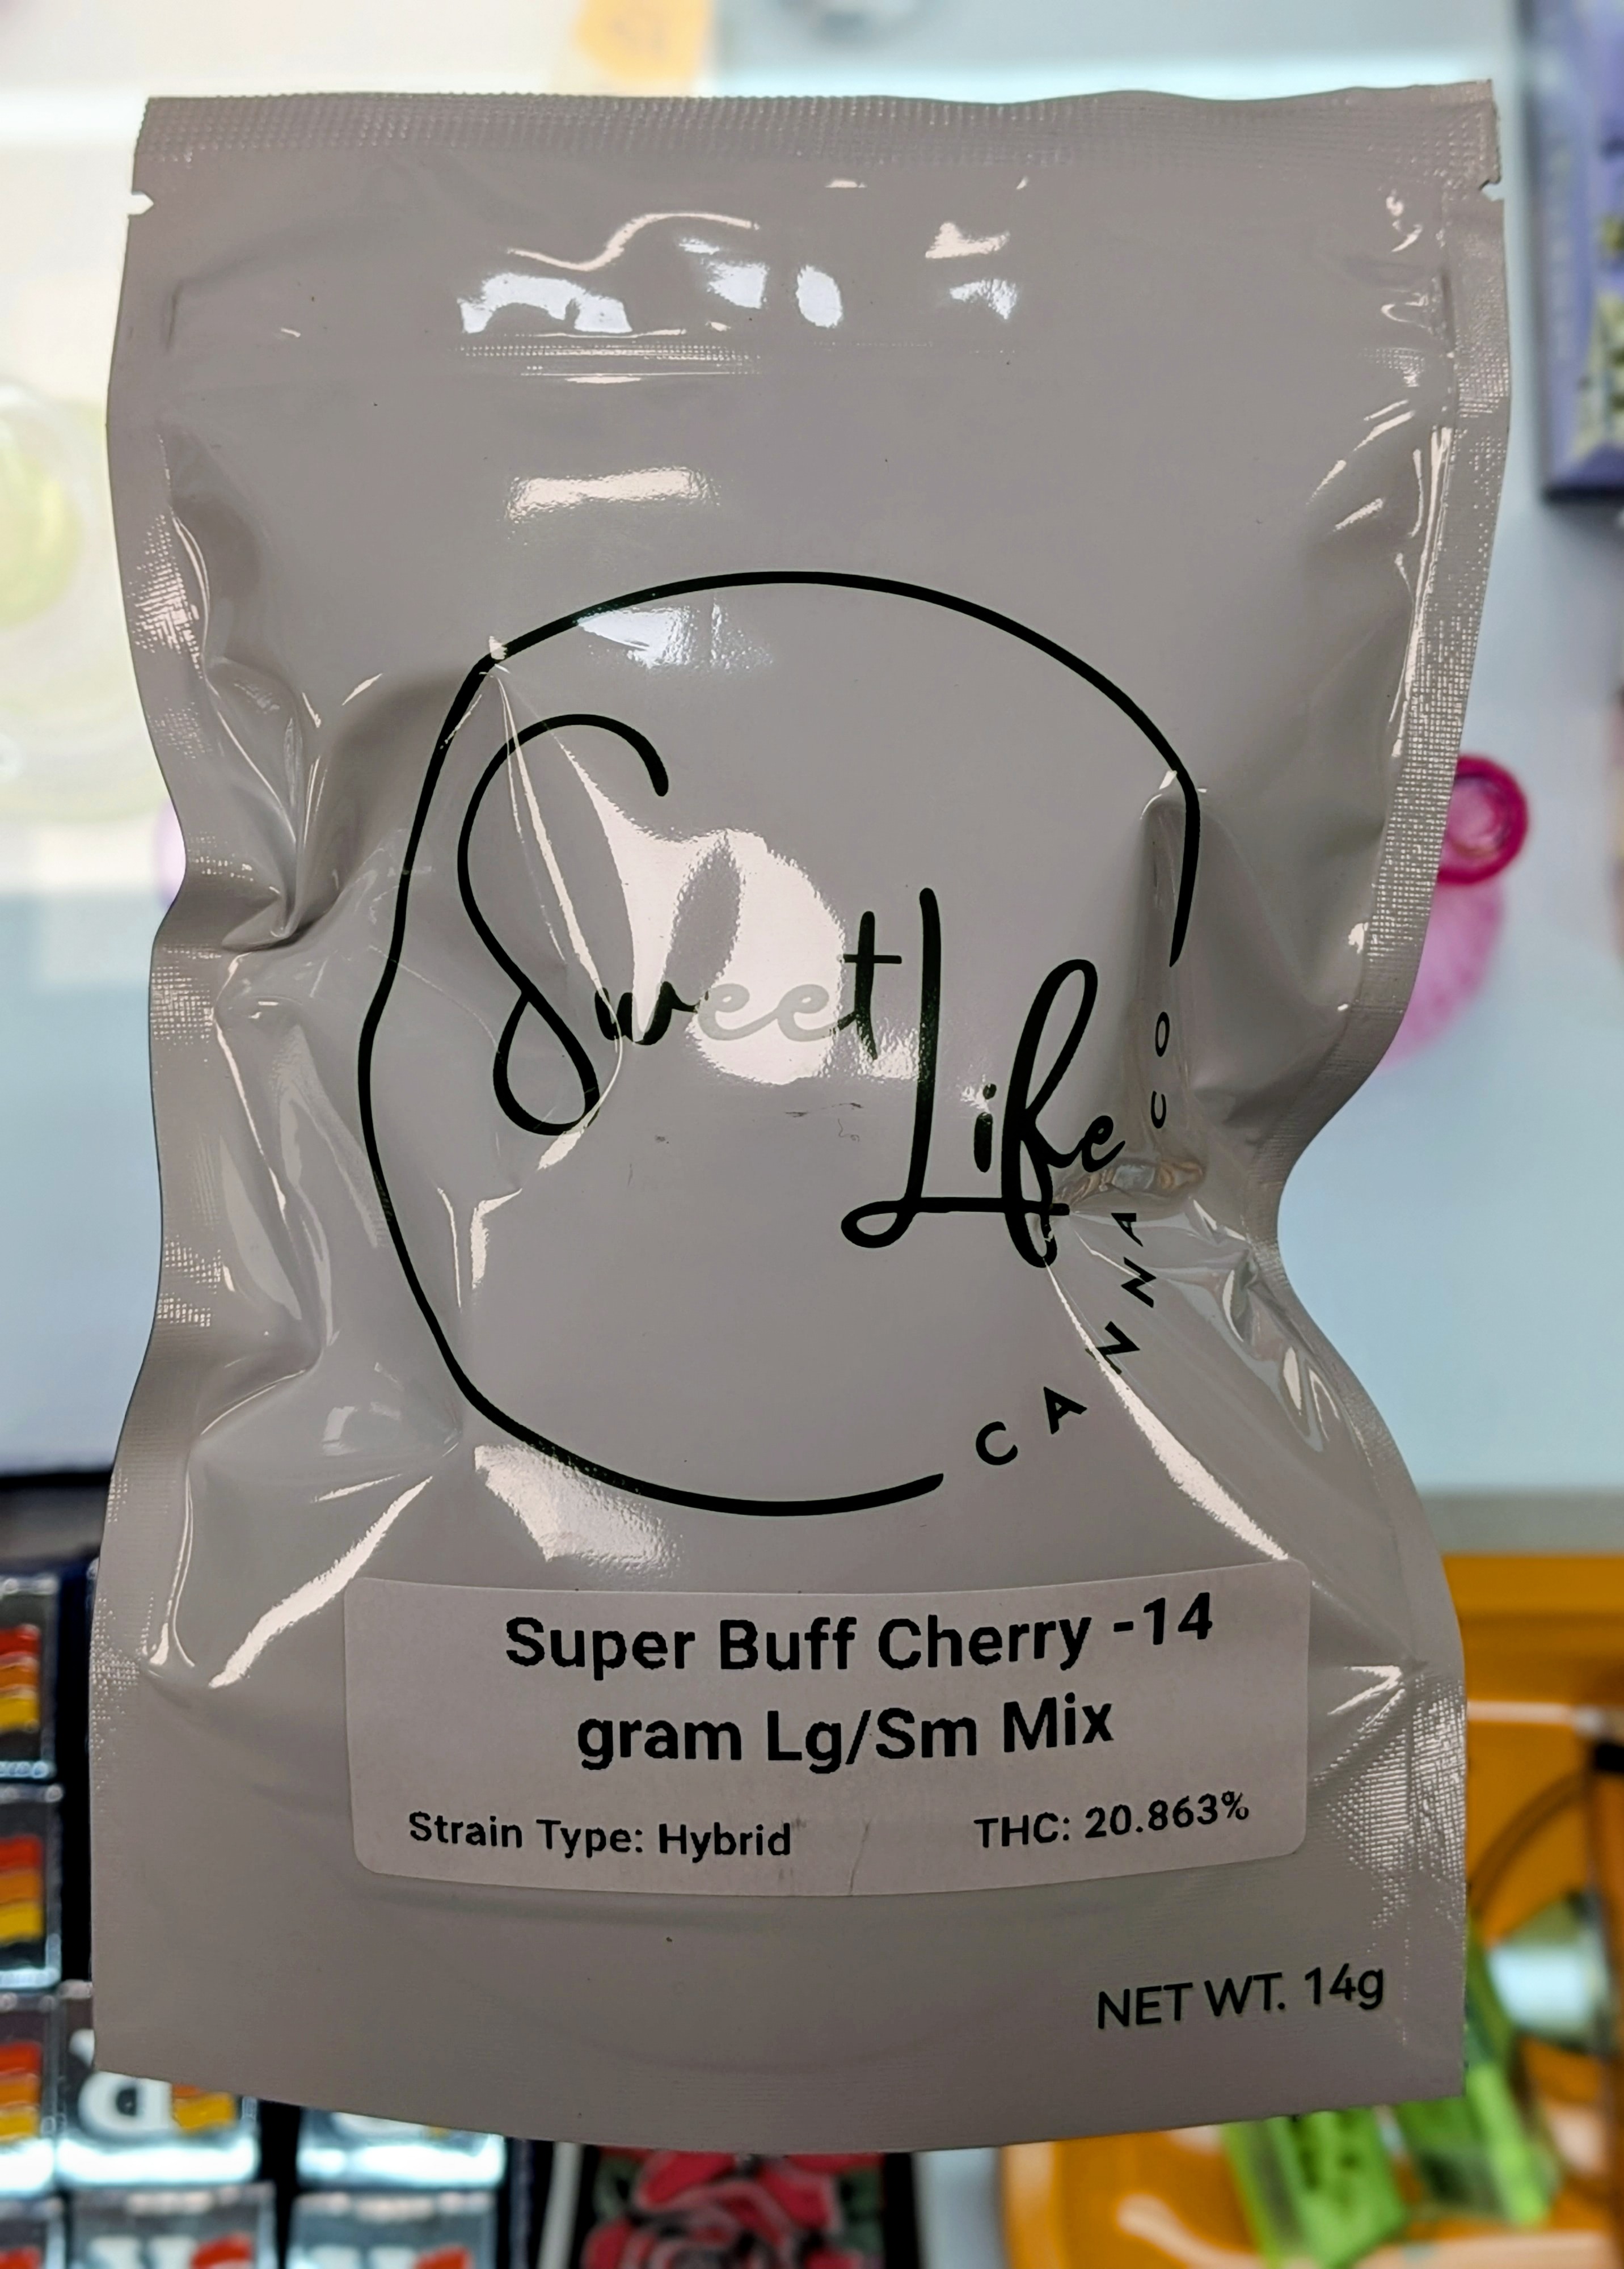 Sweet
Life
CANNA CO
Super Buff Cherry -14
gram Lg/Sm Mix
Strain Type: Hybrid
THC: 20.863%
NET WT. 14g